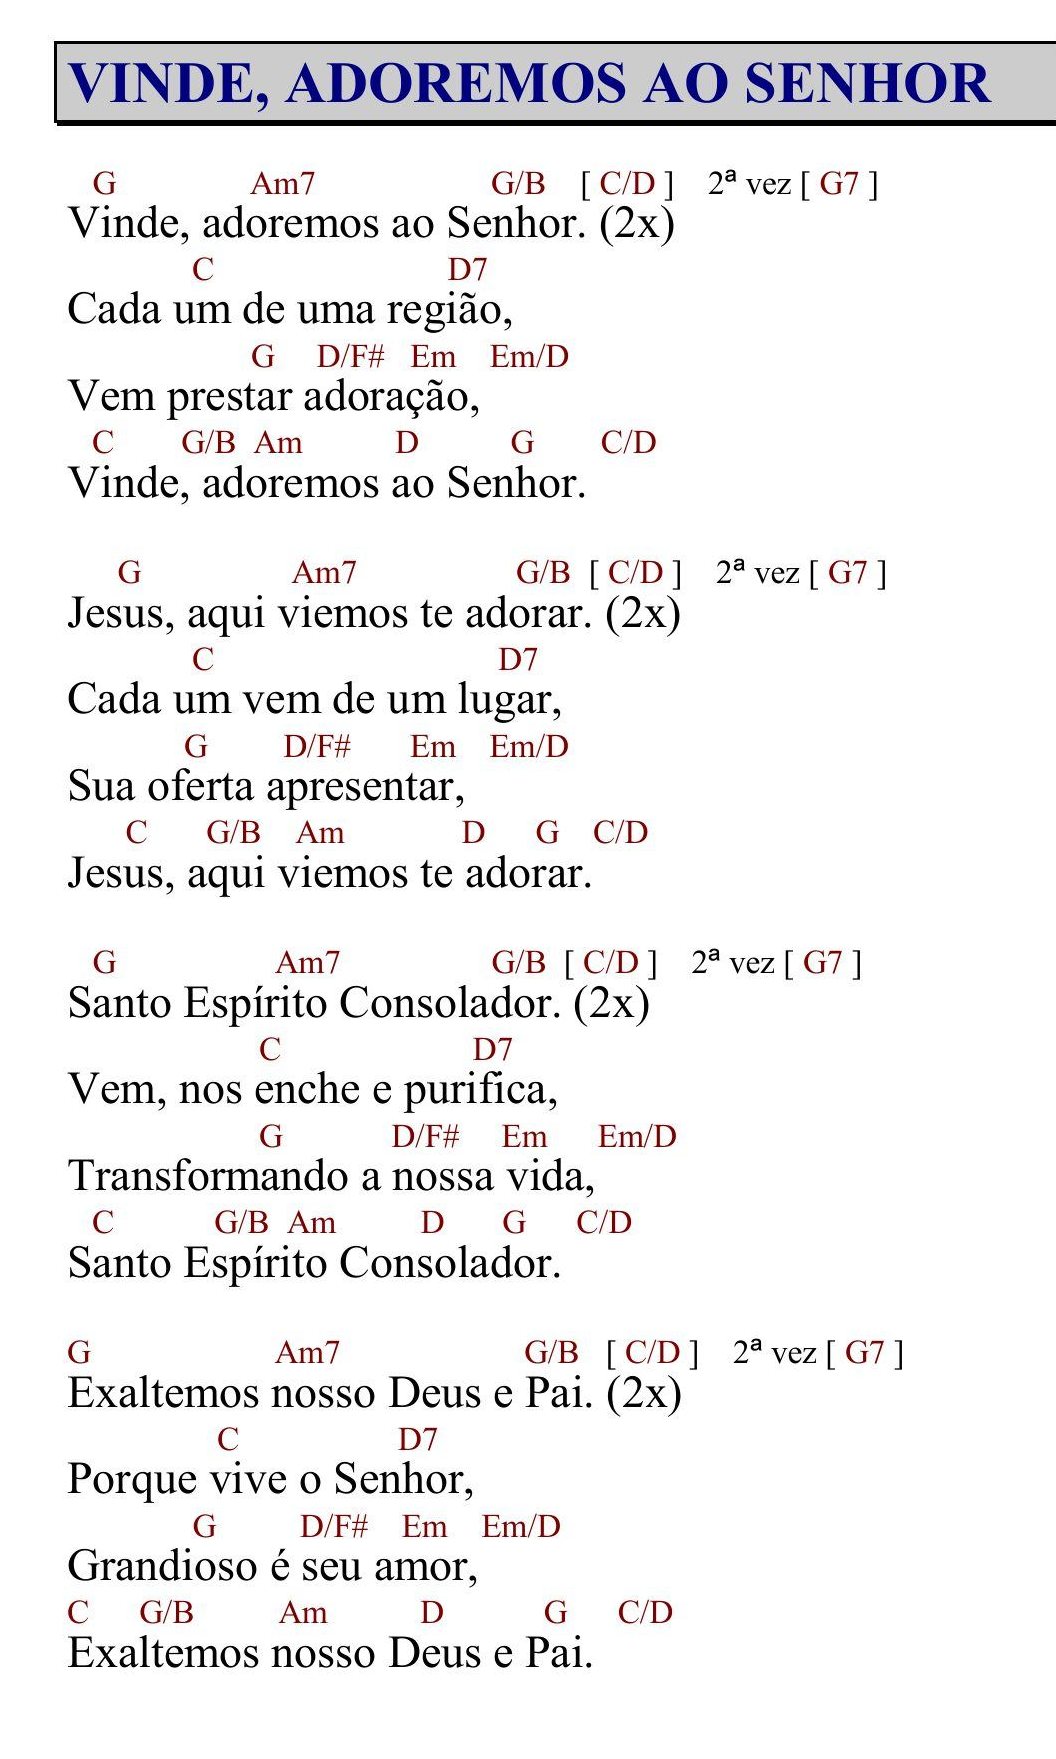 VINDE, ADOREMOS AO SENHOR
G Am7 G/B [ C/D ] 2ª vez [ G7 ]
Vinde, adoremos ao Senhor. (2x)
C D7
Cada um de uma região,
G D/F# Em Em/D
Vem prestar adoração,
C G/B Am D G C/D
Vinde, adoremos ao Senhor.
G Am7 G/B [ C/D ] 2ª vez [ G7 ]
Jesus, aqui viemos te adorar. (2x)
C D7
Cada um vem de um lugar,
G D/F# Em Em/D
Sua oferta apresentar,
C G/B Am D G C/D
Jesus, aqui viemos te adorar.
G Am7 G/B [ C/D ] 2ª vez [ G7 ]
Santo Espírito Consolador. (2x)
C D7
Vem, nos enche e purifica,
G D/F# Em Em/D
Transformando a nossa vida,
C G/B Am D G C/D
Santo Espírito Consolador.
G Am7 G/B [ C/D ] 2ª vez [ G7 ]
Exaltemos nosso Deus e Pai. (2x)
C D7
Porque vive o Senhor,
G D/F# Em Em/D
Grandioso é seu amor,
C G/B Am D G C/D
Exaltemos nosso Deus e Pai.